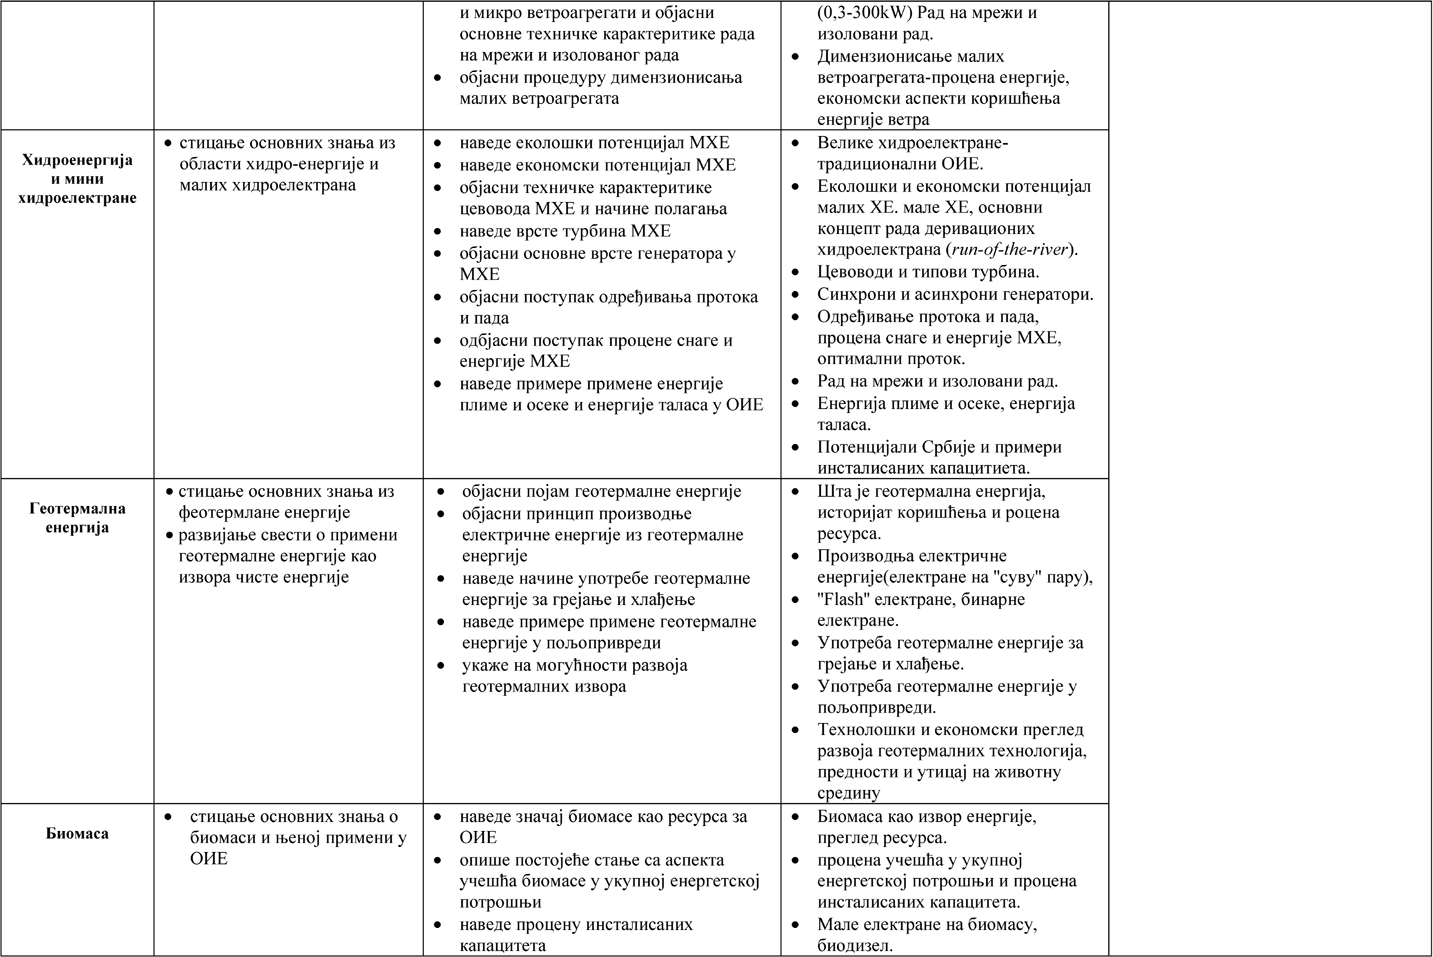 и микро ветроагрегати и објасни
основне техничке карактеритике рада
на мрежи и изолованог рада
• објасни процедуру димензионисања
малих ветроагрегата
(0,3-300kW) Рад на мрежи и
изоловани рад.
• Димензионисање малих
ветроагрегата-процена енергије,
економски аспекти коришћења
енергије ветра
Хидроенергија
и мини
хидроелектране
• стицање основних знања из
области хидро-енергије и
малих хидроелектрана
• наведе еколошки потенцијал МХЕ
• наведе економски потенцијал МХЕ
• објасни техничке карактеритике
цевовода МХЕ и начине полагања
• наведе врсте турбина МХЕ
• објасни основне врсте генератора у
МХЕ
• објасни поступак одређивања протока
и пада
• одбјасни поступак процене снаге и
енергије МХЕ
• наведе примере примене енергије
плиме и осеке и енергије таласа у ОИЕ
• Велике хидроелектране-
традиционални ОИЕ.
• Еколошки и економски потенцијал
малих ХЕ. мале ХЕ, основни
концепт рада деривационих
хидроелектрана (run-of-the-river).
• Цевоводи и типови турбина.
• Синхрони и асинхрони генератори.
• Одређивање протока и пада,
процена снаге и енергије МХЕ,
оптимални проток.
• Рад на мрежи и изоловани рад.
• Енергија плиме и осеке, енергија
таласа.
• Потенцијали Србије и примери
инсталисаних капацитиета.
Геотермална
енергија
• стицање основних знања из
феотермлане енергије
• развијање свести о примени
геотермалне енергије као
извора чисте енергије
• објасни појам геотермалне енергије
• објасни принцип производње
електричне енергије из геотермалне
енергије
• наведе начине употребе геотермалне
енергије за грејање и хлађење
• наведе примере примене геотермалне
енергије у пољопривреди
• укаже на могућности развоја
геотермалних извора
• Шта је геотермална енергија,
историјат коришћења и роцена
ресурса.
• Производња електричне
енергије(електране на "суву" пару),
• "Flash" електране, бинарне
електране.
• Употреба геотермалне енергије за
грејање и хлађење.
• Употреба геотермалне енергије у
пољопривреди.
• Технолошки и економски преглед
развоја геотермалних технологија,
предности и утицај на животну
средину
Биомаса
• стицање основних знања о
биомаси и њеној примени у
ОИЕ
• наведе значај биомасе као ресурса за
ОИЕ
• опише постојеће стање са аспекта
учешћа биомасе у укупној енергетској
потрошњи
• наведе процену инсталисаних
капацитета
• Биомаса као извор енергије,
преглед ресурса.
• процена учешћа у укупној
енергетској потрошњи и процена
инсталисаних капацитета.
• Мале електране на биомасу,
биодизел.